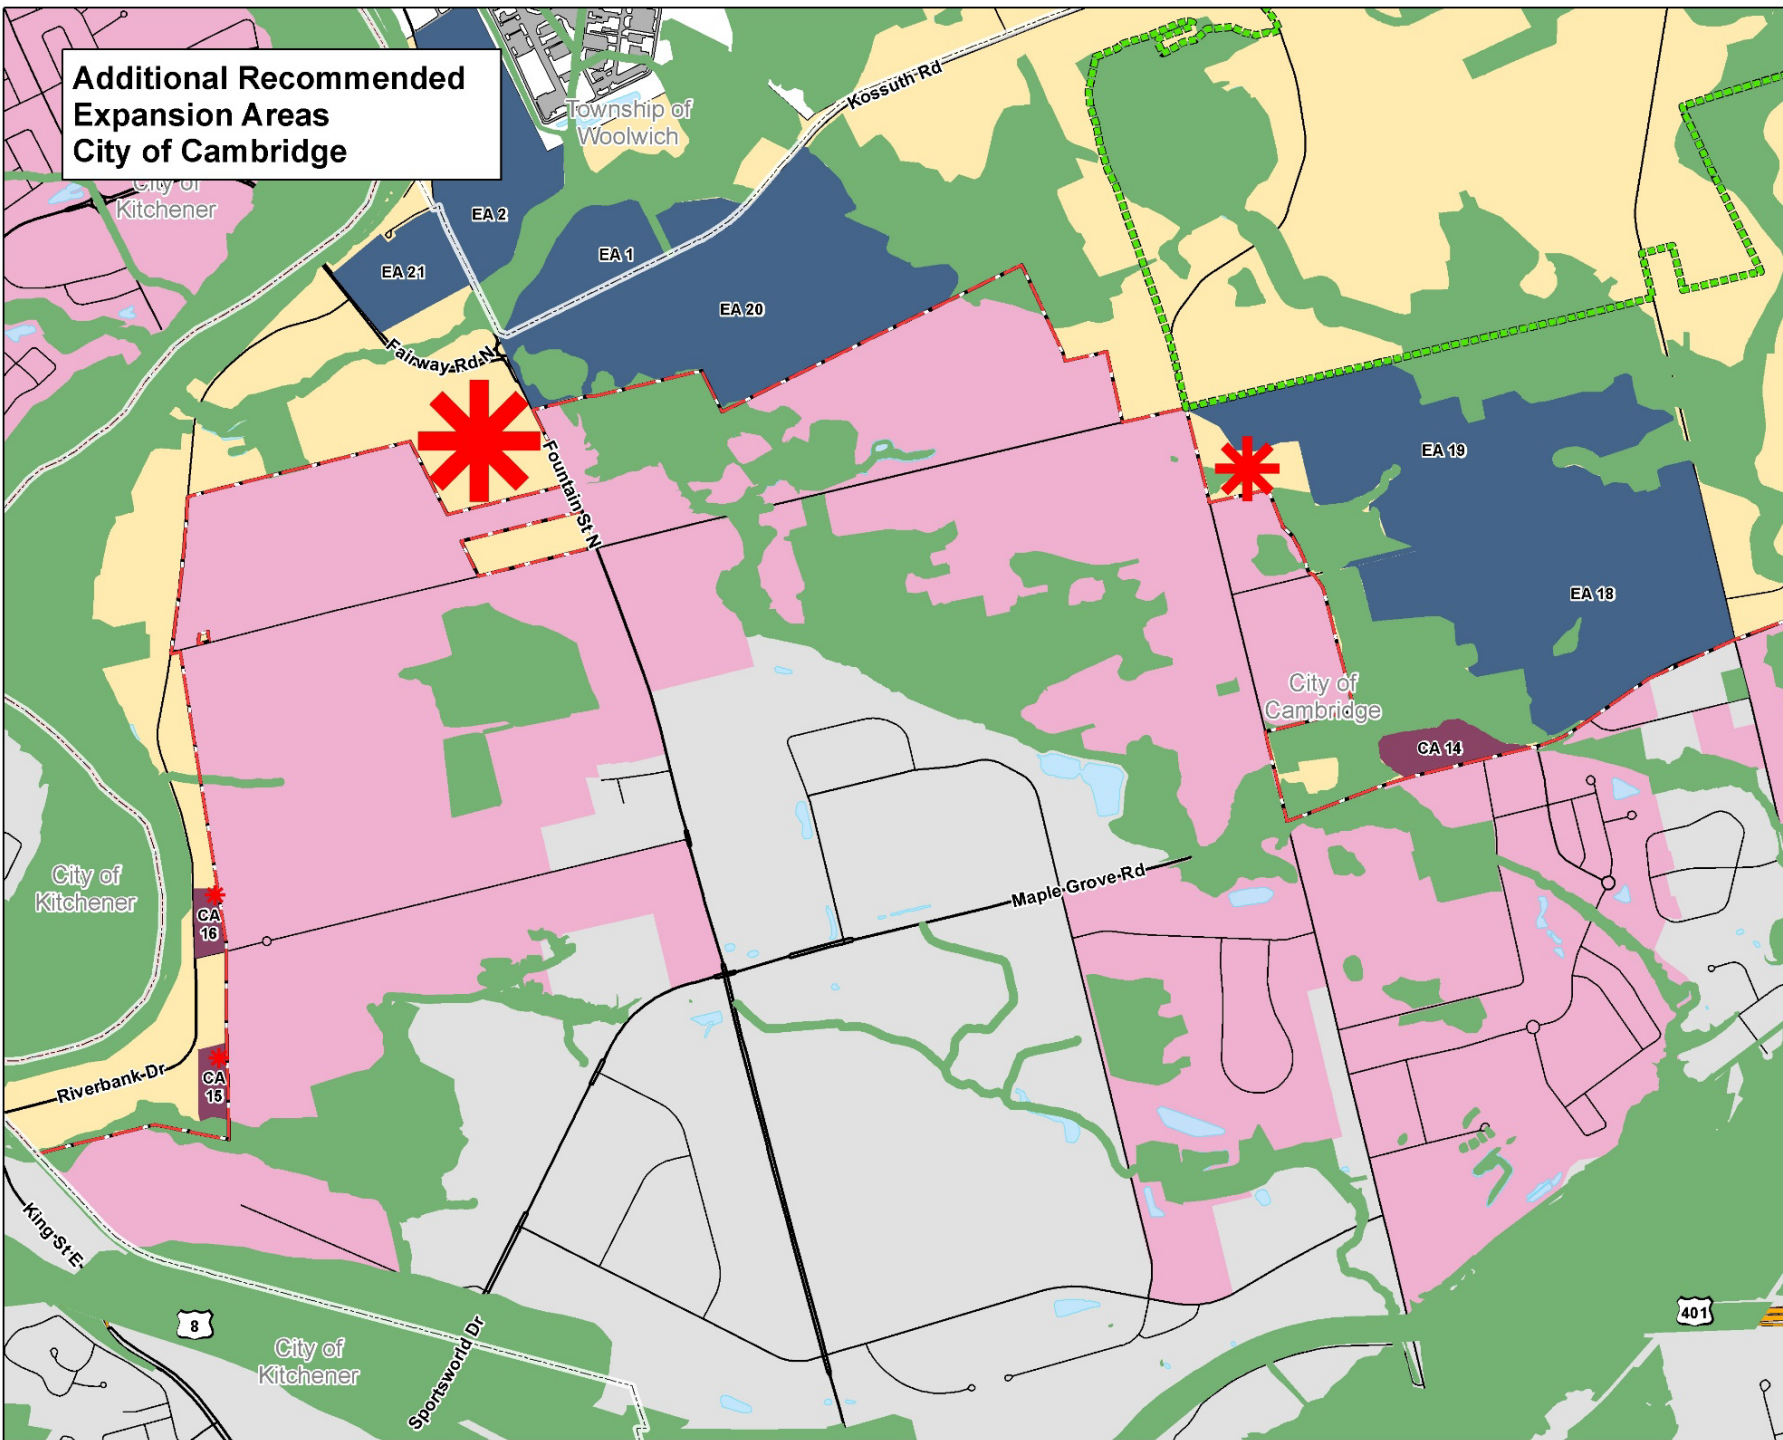 Additional Recommended
Expansion Areas
City of Cambridge
City of
Kitchener
Township of
Woolwich
Kossuth Rd
EA 2
EA 1
EA 21
EA 20
Fairway Rd N
Fountain St N
EA 19
EA 18
City of
Cambridge
CA 14
City of
Kitchener
CA
16
Maple Grove Rd
CA
15
Riverbank Dr
King St E
8
City of
Kitchener
Sportsworld Dr
401